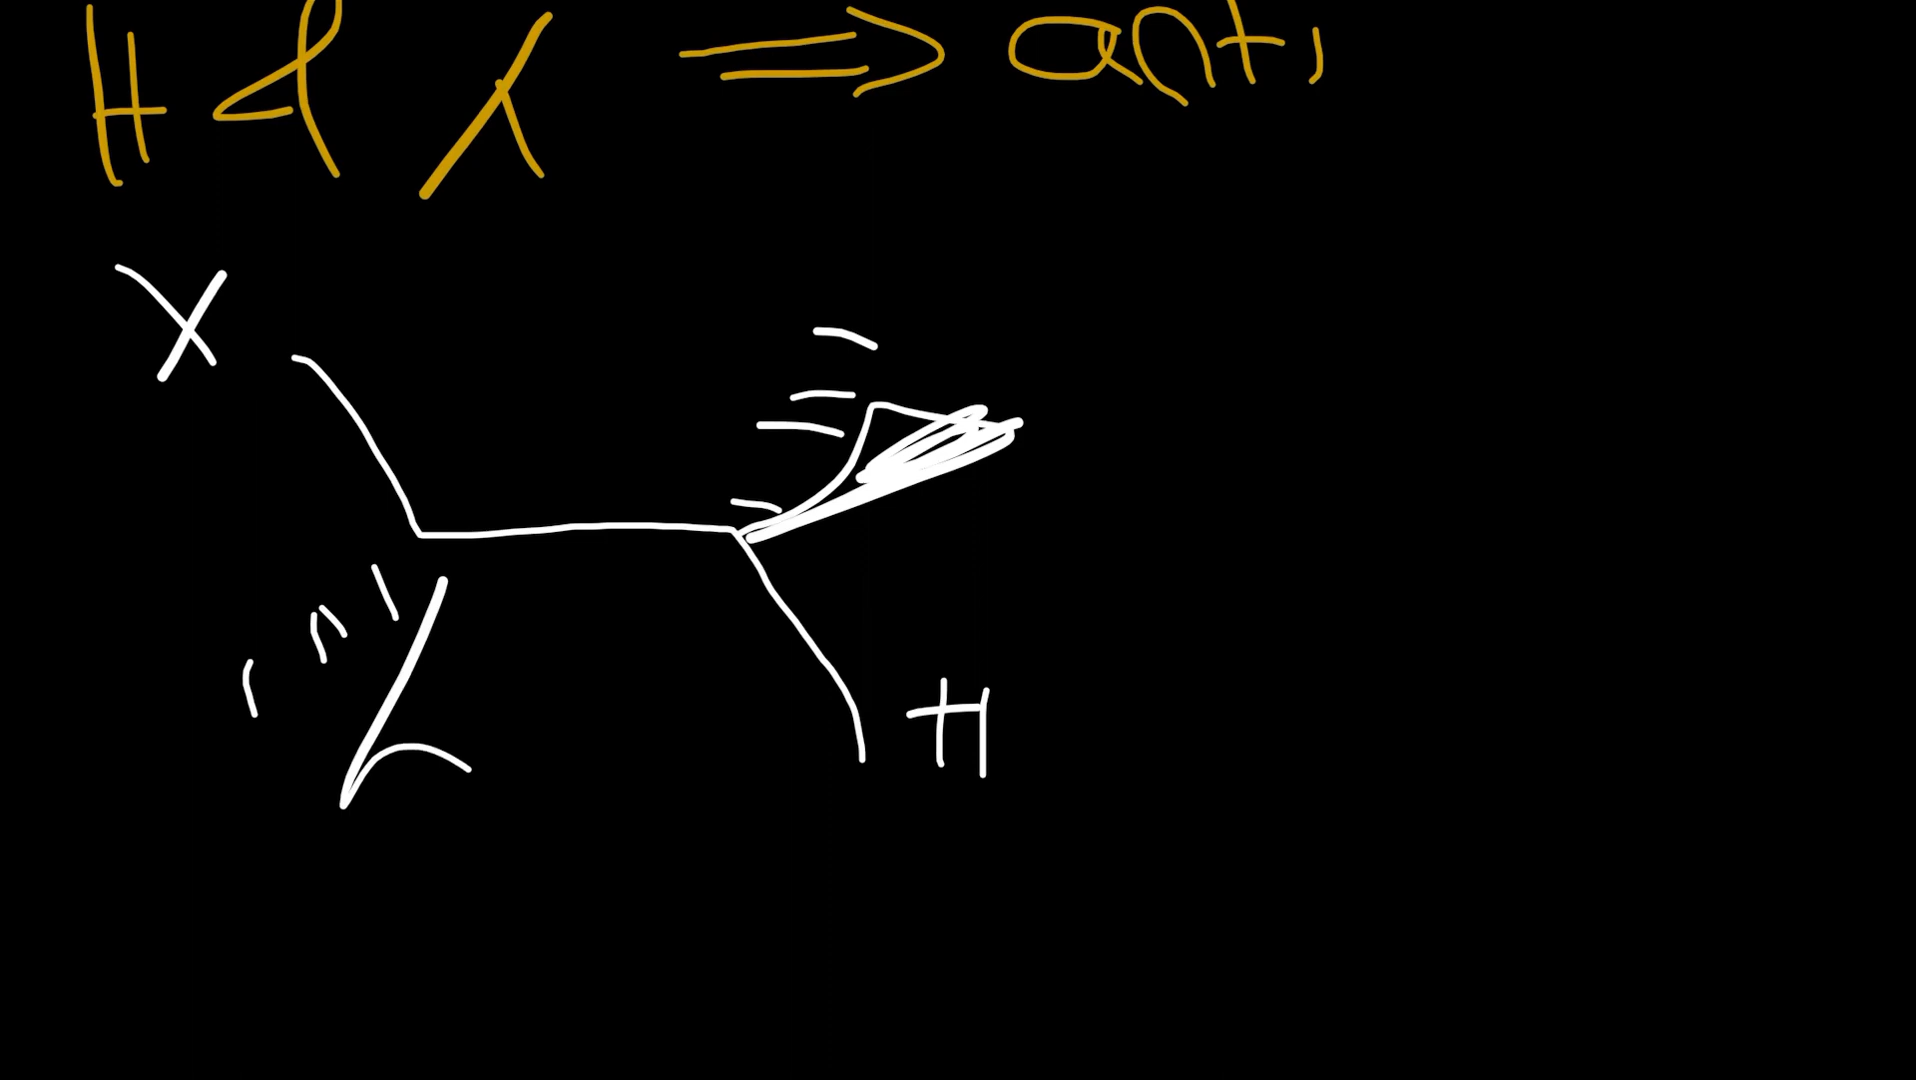 H & X ⇒ anti
X
H